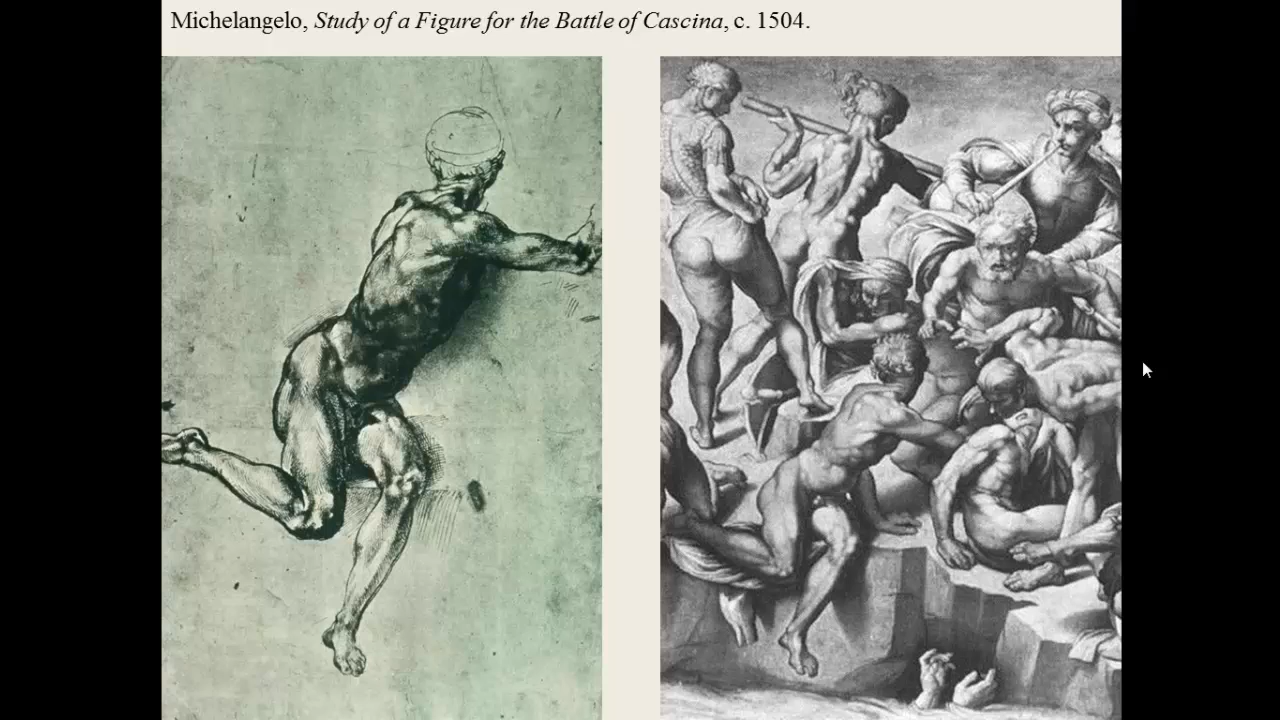 Michelangelo, Study of a Figure for the Battle of Cascina, c. 1504.